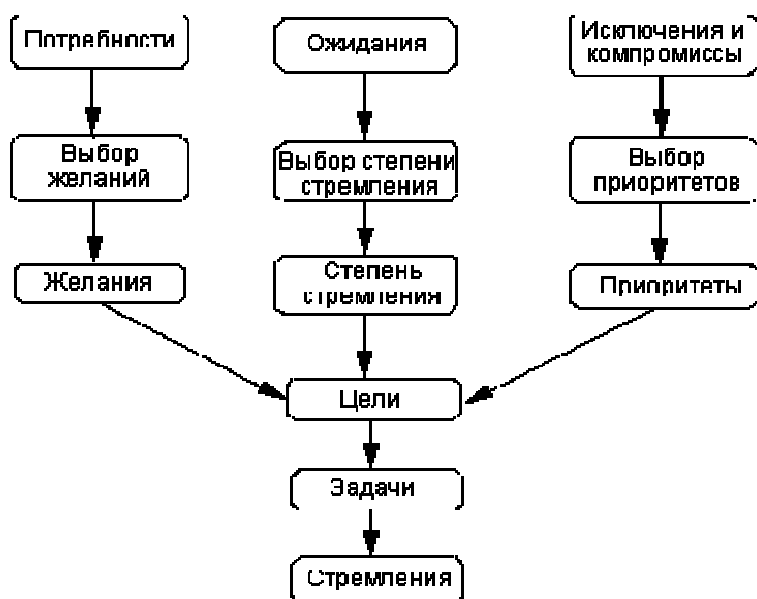 Потребности
Ожидания
Исключения и
компромиссы
Выбор
желаний
Выбор степени
стремления
Выбор
приоритетов
Желания
Степень
стремления
Приоритеты
Цели
Задачи
Стремления